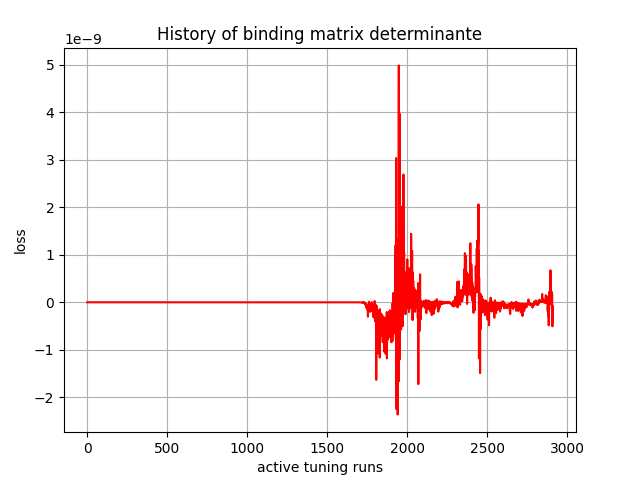 History of binding matrix determinante
1e−9
5
4
3
2
1
0
−1
−2
loss
0 500 1000 1500 2000 2500 3000
active tuning runs